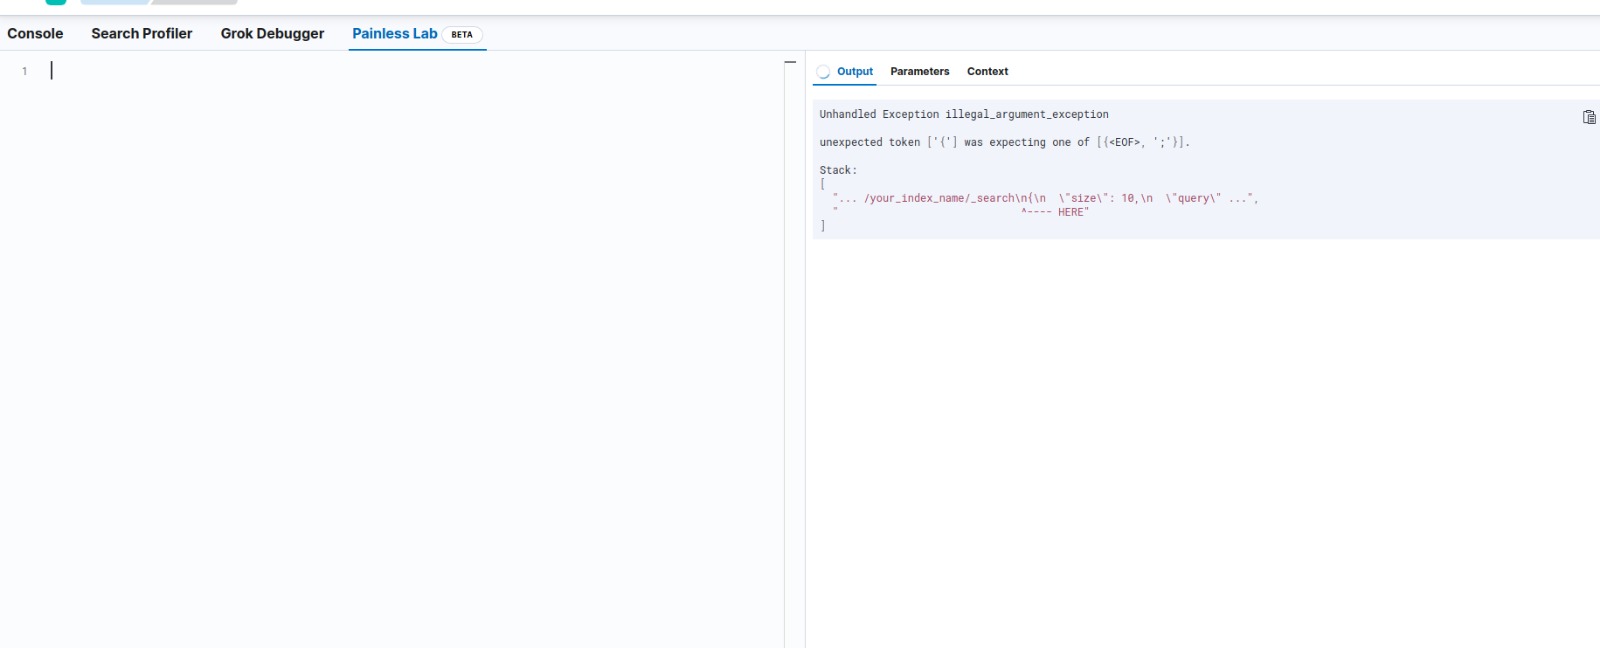 Console Search Profiler Grok Debugger Painless Lab BETA
1
Output Parameters Context
Unhandled Exception illegal_argument_exception
unexpected token ['{'] was expecting one of [{<EOF>, ';'}].
Stack:
[
"... /your_index_name/_search\n{\n  \"size\": 10,\n  \"query\" ...",
"                            ^---- HERE"
]